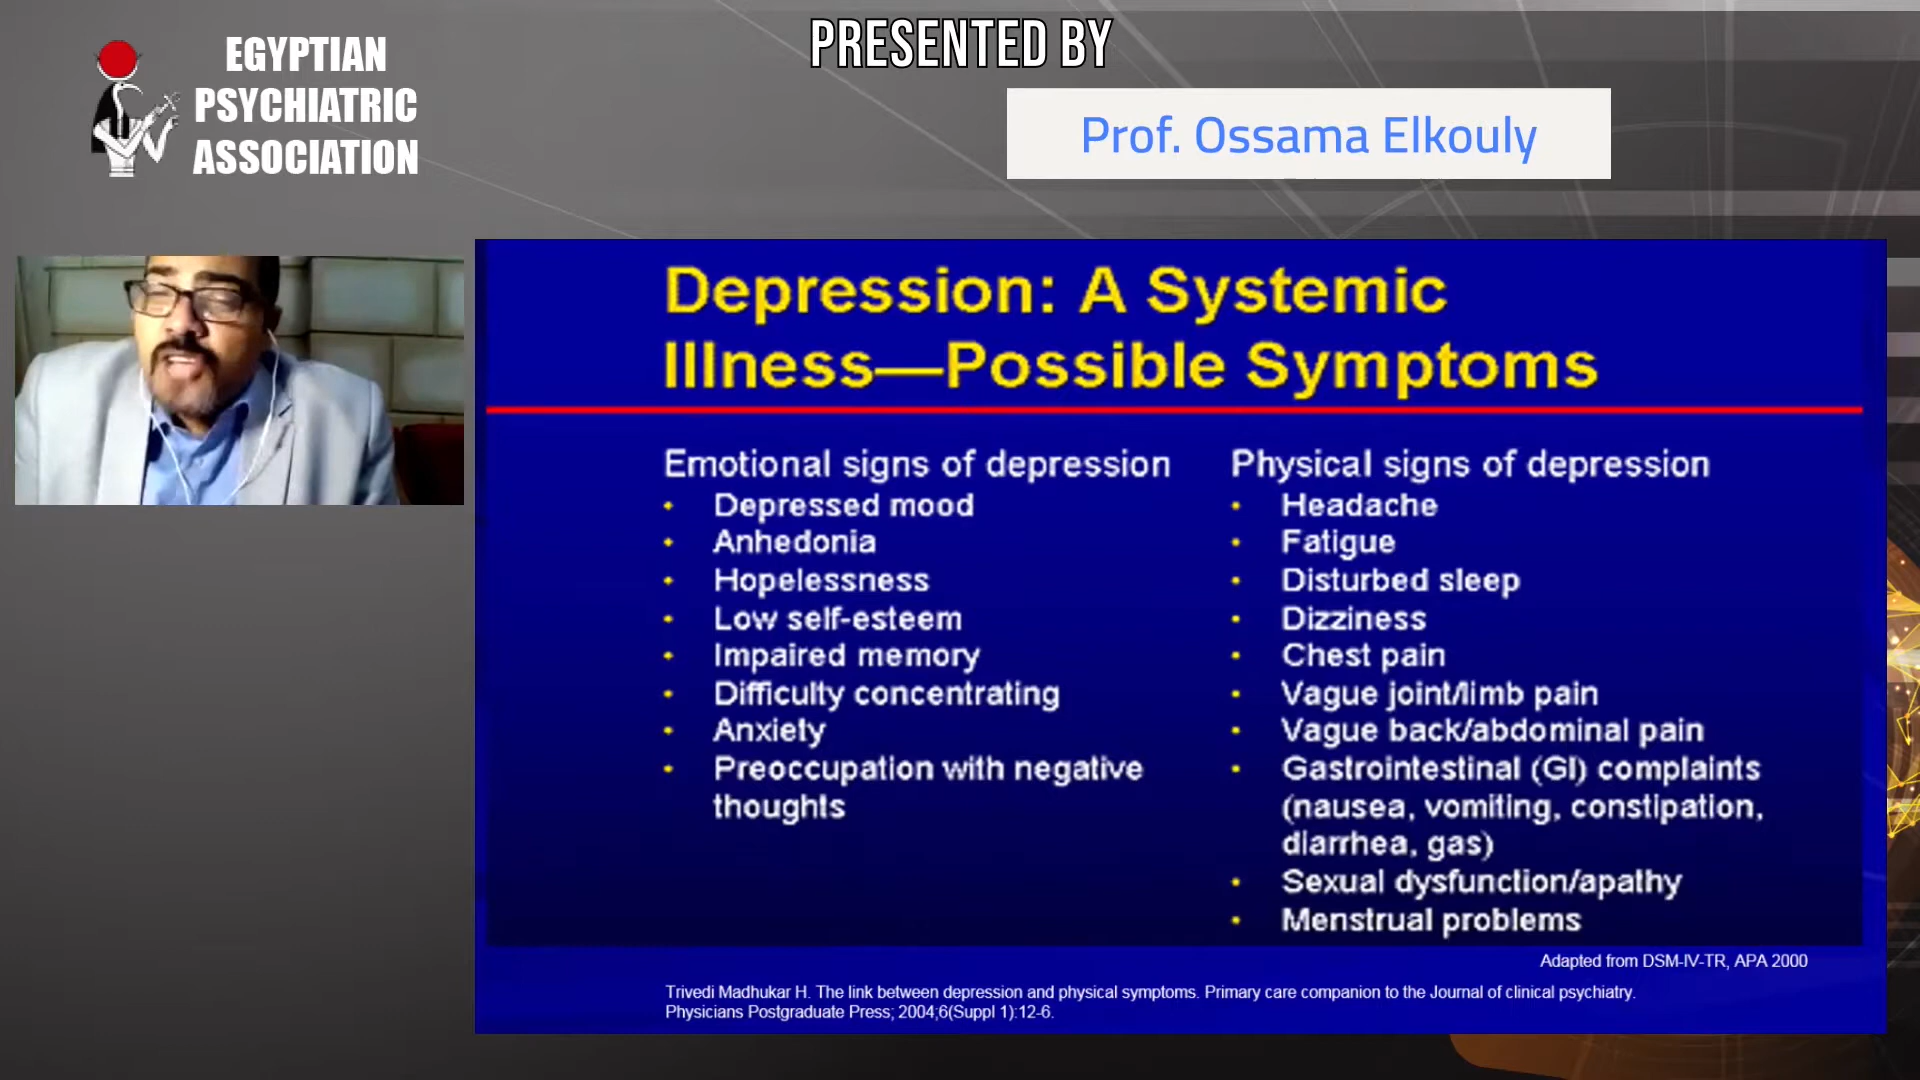 EGYPTIAN
PSYCHIATRIC
ASSOCIATION
PRESENTED BY
Prof. Ossama Elkouly
Depression: A Systemic
Illness—Possible Symptoms
Emotional signs of depression
• Depressed mood
• Anhedonia
• Hopelessness
• Low self-esteem
• Impaired memory
• Difficulty concentrating
• Anxiety
• Preoccupation with negative
thoughts
Physical signs of depression
• Headache
• Fatigue
• Disturbed sleep
• Dizziness
• Chest pain
• Vague joint/limb pain
• Vague back/abdominal pain
• Gastrointestinal (GI) complaints
(nausea, vomiting, constipation,
diarrhea, gas)
• Sexual dysfunction/apathy
• Menstrual problems
Adapted from DSM-IV-TR, APA 2000
Trivedi Madhukar H. The link between depression and physical symptoms. Primary care companion to the Journal of clinical psychiatry.
Physicians Postgraduate Press; 2004;6(Suppl 1):12-6.